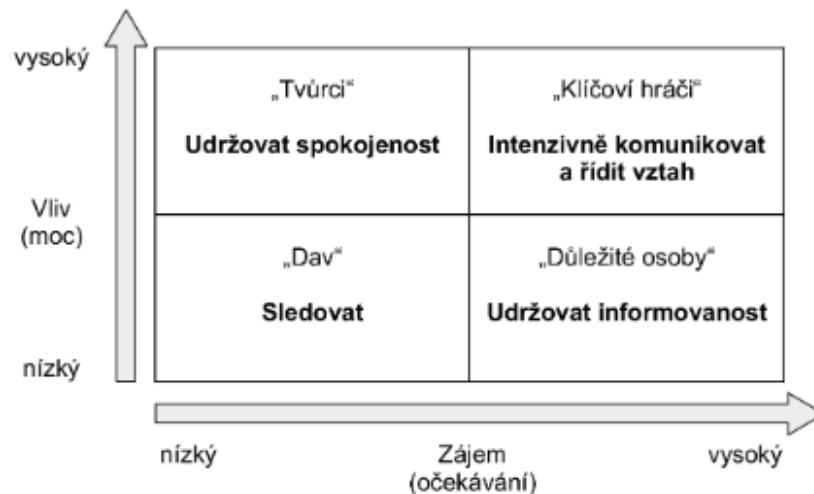 vysoký
„Tvůrci“
„Klíčoví hráči“
Udržovat spokojenost
Intenzivně komunikovat
a řídit vztah
Vliv
(moc)
„Dav“
„Důležité osoby“
Sledovat
Udržovat informovanost
nízký
nízký
Zájem
vysoký
(očekávání)